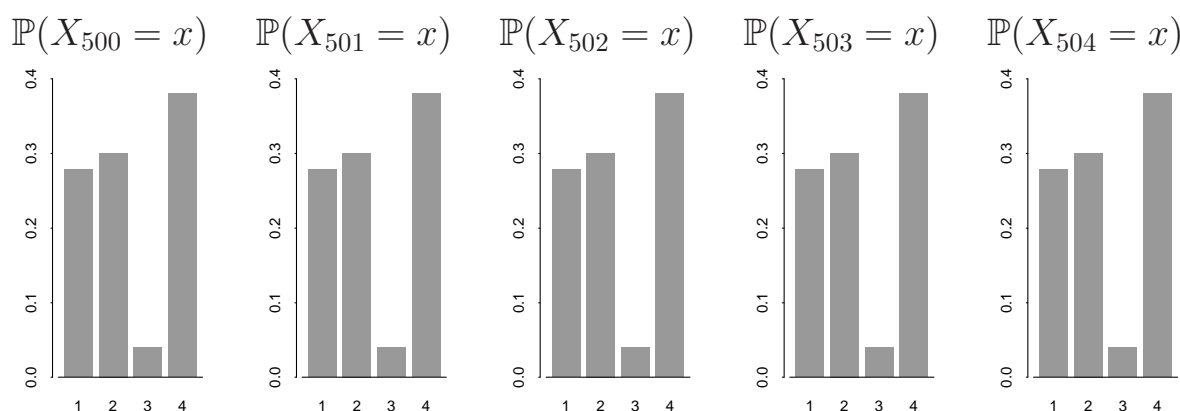 ℙ(X₅₀₀ = x) ℙ(X₅₀₁ = x) ℙ(X₅₀₂ = x) ℙ(X₅₀₃ = x) ℙ(X₅₀₄ = x)
0.4 0.4 0.4 0.4 0.4
0.3 0.3 0.3 0.3 0.3
0.2 0.2 0.2 0.2 0.2
0.1 0.1 0.1 0.1 0.1
0.0 0.0 0.0 0.0 0.0
1 2 3 4 1 2 3 4 1 2 3 4 1 2 3 4 1 2 3 4